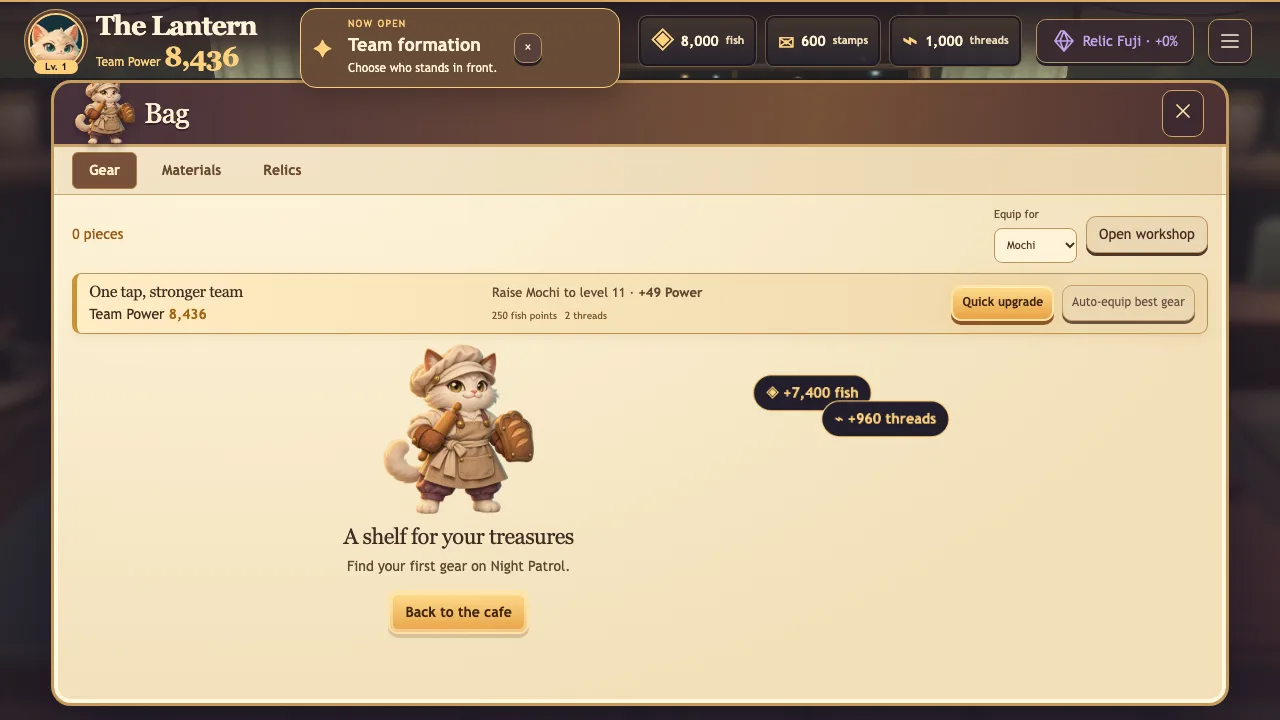 The Lantern
Team Power 8,436
Lv. 1
NOW OPEN
Team formation
Choose who stands in front.
×
8,000 fish
600 stamps
1,000 threads
Relic Fuji · +0%
Bag
Gear
Materials
Relics
0 pieces
Equip for
Mochi
Open workshop
One tap, stronger team
Team Power 8,436
Raise Mochi to level 11 · +49 Power
250 fish points 2 threads
Quick upgrade
Auto-equip best gear
+7,400 fish
+960 threads
A shelf for your treasures
Find your first gear on Night Patrol.
Back to the cafe